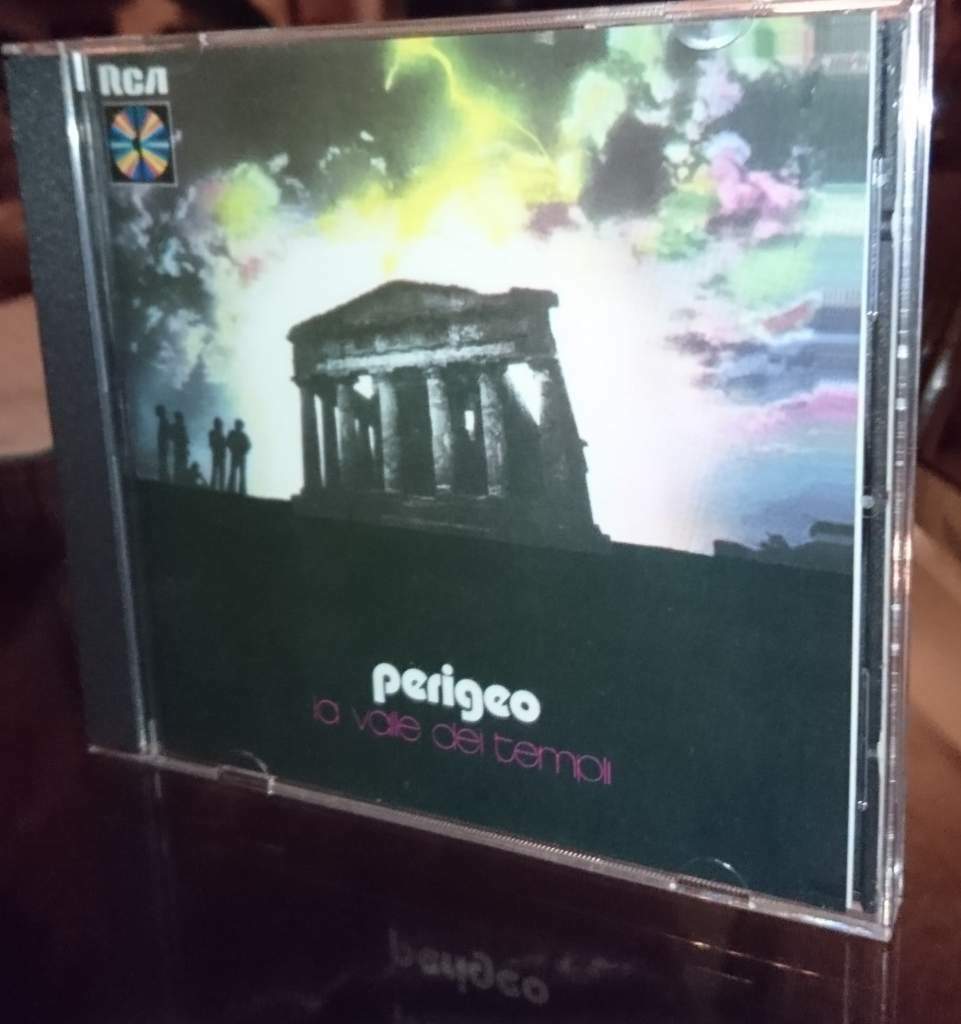 RCA
perigeo
la valle dei templi